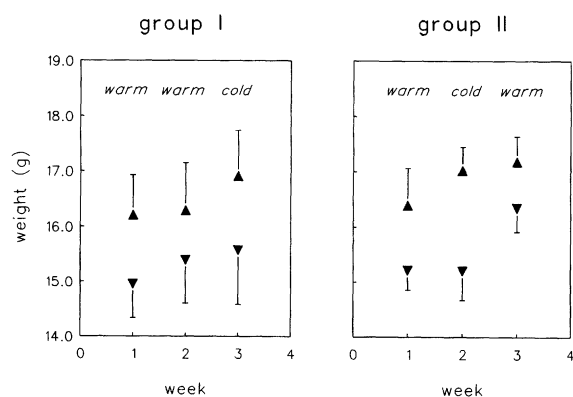 group I
group II
19.0
18.0
17.0
16.0
15.0
14.0
weight (g)
warm warm cold
warm cold warm
0 1 2 3 4
0 1 2 3 4
week
week